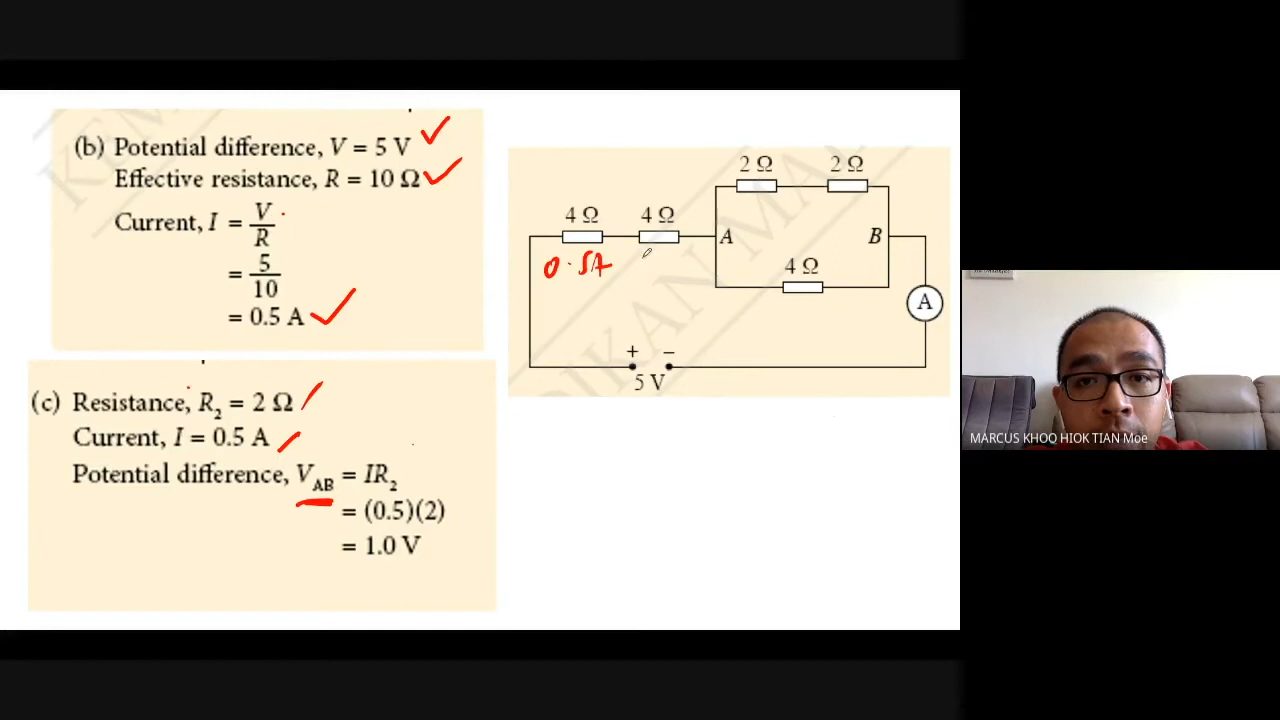 (b) Potential difference, V = 5 V
Effective resistance, R = 10 Ω
Current, I = V/R
= 5/10
= 0.5 A
(c) Resistance, R₂ = 2 Ω
Current, I = 0.5 A
Potential difference, V_AB = IR₂
= (0.5)(2)
= 1.0 V
2 Ω 2 Ω
4 Ω 4 Ω
A B
0.5A
4 Ω
A
+ −
5 V
MARCUS KHOO HIOK TIAN Moe